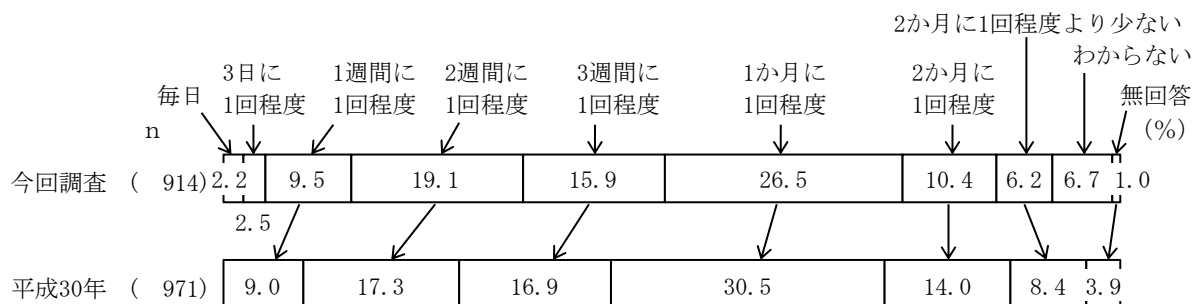 2か月に1回程度より少ない
わからない
3日に
1回程度
1週間に
1回程度
2週間に
1回程度
3週間に
1回程度
1か月に
1回程度
2か月に
1回程度
毎日
無回答
n
(%)
今回調査 ( 914) 2.2 9.5 19.1 15.9 26.5 10.4 6.2 6.7 1.0
2.5
平成30年 ( 971) 9.0 17.3 16.9 30.5 14.0 8.4 3.9